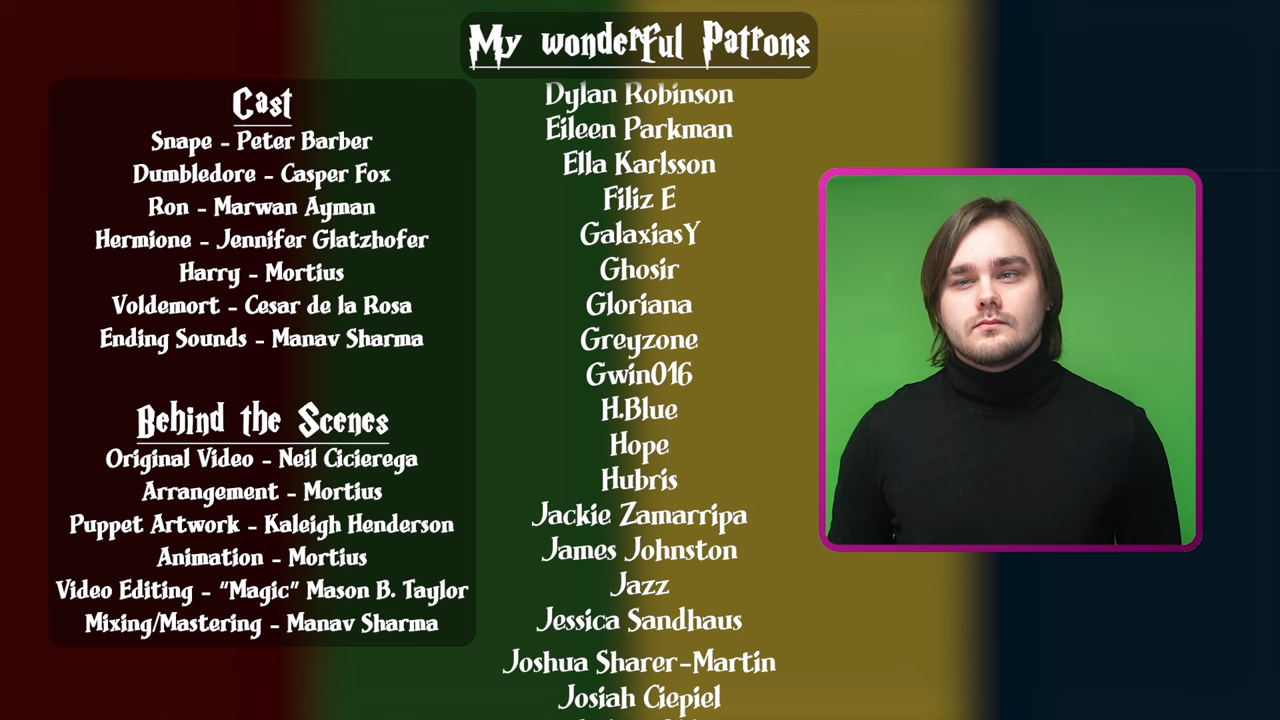 My wonderful Patrons
Cast
Snape - Peter Barber
Dumbledore - Casper Fox
Ron - Marwan Ayman
Hermione - Jennifer Glatzhofer
Harry - Mortius
Voldemort - Cesar de la Rosa
Ending Sounds - Manav Sharma
Behind the Scenes
Original Video - Neil Cicierega
Arrangement - Mortius
Puppet Artwork - Kaleigh Henderson
Animation - Mortius
Video Editing - "Magic" Mason B. Taylor
Mixing/Mastering - Manav Sharma
Dylan Robinson
Eileen Parkman
Ella Karlsson
Filiz E
GalaxiasY
Ghosir
Gloriana
Greyzone
Gwin016
H.Blue
Hope
Hubris
Jackie Zamarripa
James Johnston
Jazz
Jessica Sandhaus
Joshua Sharer-Martin
Josiah Ciepiel